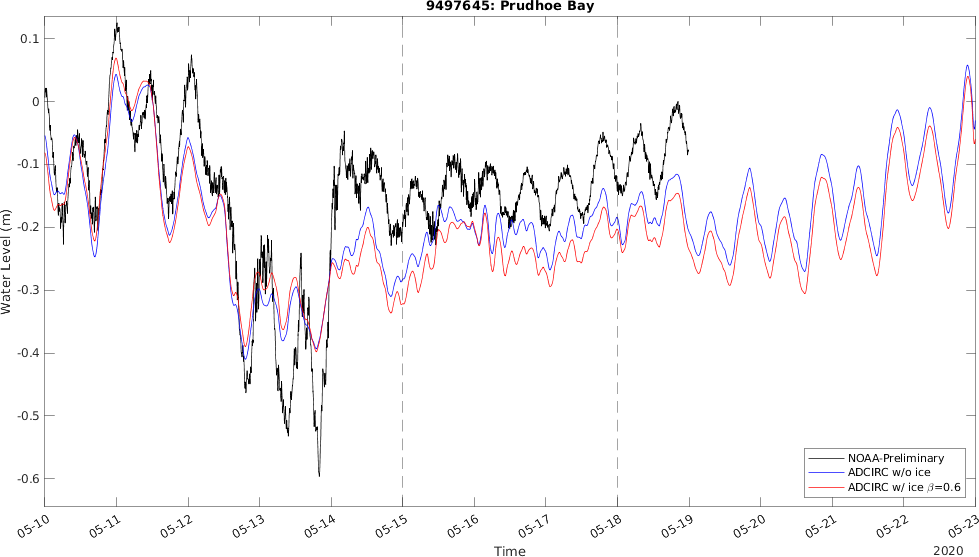 9497645: Prudhoe Bay
0.1
0
-0.1
-0.2
-0.3
-0.4
-0.5
-0.6
Water Level (m)
NOAA-Preliminary
ADCIRC w/o ice
ADCIRC w/ ice β=0.6
05-10 05-11 05-12 05-13 05-14 05-15 05-16 05-17 05-18 05-19 05-20 05-21 05-22 05-23
Time
2020